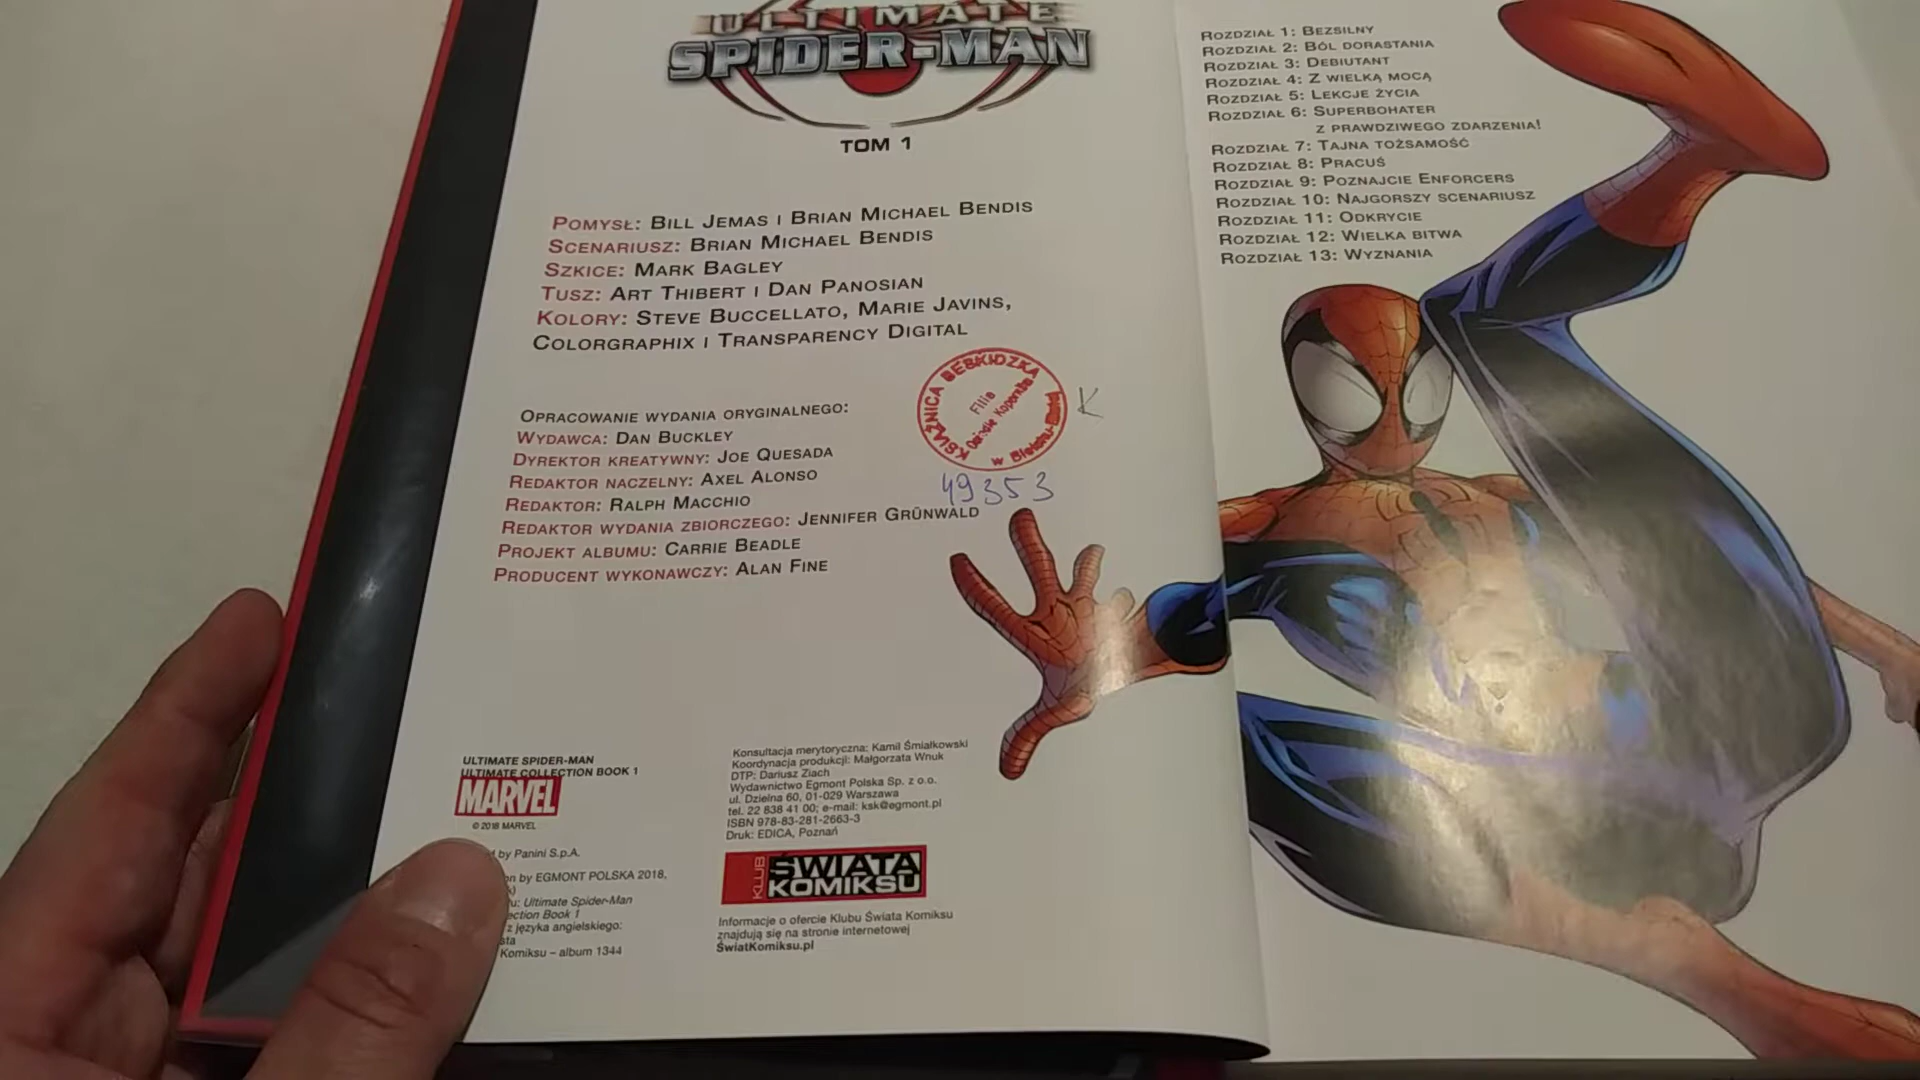 ULTIMATE
SPIDER-MAN
TOM 1
POMYSŁ: BILL JEMAS I BRIAN MICHAEL BENDIS
SCENARIUSZ: BRIAN MICHAEL BENDIS
SZKICE: MARK BAGLEY
TUSZ: ART THIBERT I DAN PANOSIAN
KOLORY: STEVE BUCCELLATO, MARIE JAVINS,
COLORGRAPHIX I TRANSPARENCY DIGITAL
KSIĄŻNICA BESKIDZKA
Filia
w Bielsku-Białej
K
49353
OPRACOWANIE WYDANIA ORYGINALNEGO:
WYDAWCA: DAN BUCKLEY
DYREKTOR KREATYWNY: JOE QUESADA
REDAKTOR NACZELNY: AXEL ALONSO
REDAKTOR: RALPH MACCHIO
REDAKTOR WYDANIA ZBIORCZEGO: JENNIFER GRÜNWALD
PROJEKT ALBUMU: CARRIE BEADLE
PRODUCENT WYKONAWCZY: ALAN FINE
ULTIMATE SPIDER-MAN
ULTIMATE COLLECTION BOOK 1
MARVEL
© 2018 MARVEL
by Panini S.p.A.
by EGMONT POLSKA 2018,
Ultimate Spider-Man
Book 1
z języka angielskiego:
Komiksu – album 1344
Konsultacja merytoryczna: Kamil Śmiałkowski
Koordynacja produkcji: Małgorzata Wnuk
DTP: Dariusz Ziach
Wydawnictwo Egmont Polska Sp. z o.o.
ul. Dzielna 60, 01-029 Warszawa
tel. 22 838 41 00; e-mail: ksk@egmont.pl
ISBN 978-83-281-2663-3
Druk: EDICA, Poznań
KLUB
ŚWIATA
KOMIKSU
Informacje o ofercie Klubu Świata Komiksu
znajdują się na stronie internetowej
ŚwiatKomiksu.pl
ROZDZIAŁ 1: BEZSILNY
ROZDZIAŁ 2: BÓL DORASTANIA
ROZDZIAŁ 3: DEBIUTANT
ROZDZIAŁ 4: Z WIELKĄ MOCĄ
ROZDZIAŁ 5: LEKCJE ŻYCIA
ROZDZIAŁ 6: SUPERBOHATER
Z PRAWDZIWEGO ZDARZENIA!
ROZDZIAŁ 7: TAJNA TOŻSAMOŚĆ
ROZDZIAŁ 8: PRACUŚ
ROZDZIAŁ 9: POZNAJCIE ENFORCERS
ROZDZIAŁ 10: NAJGORSZY SCENARIUSZ
ROZDZIAŁ 11: ODKRYCIE
ROZDZIAŁ 12: WIELKA BITWA
ROZDZIAŁ 13: WYZNANIA